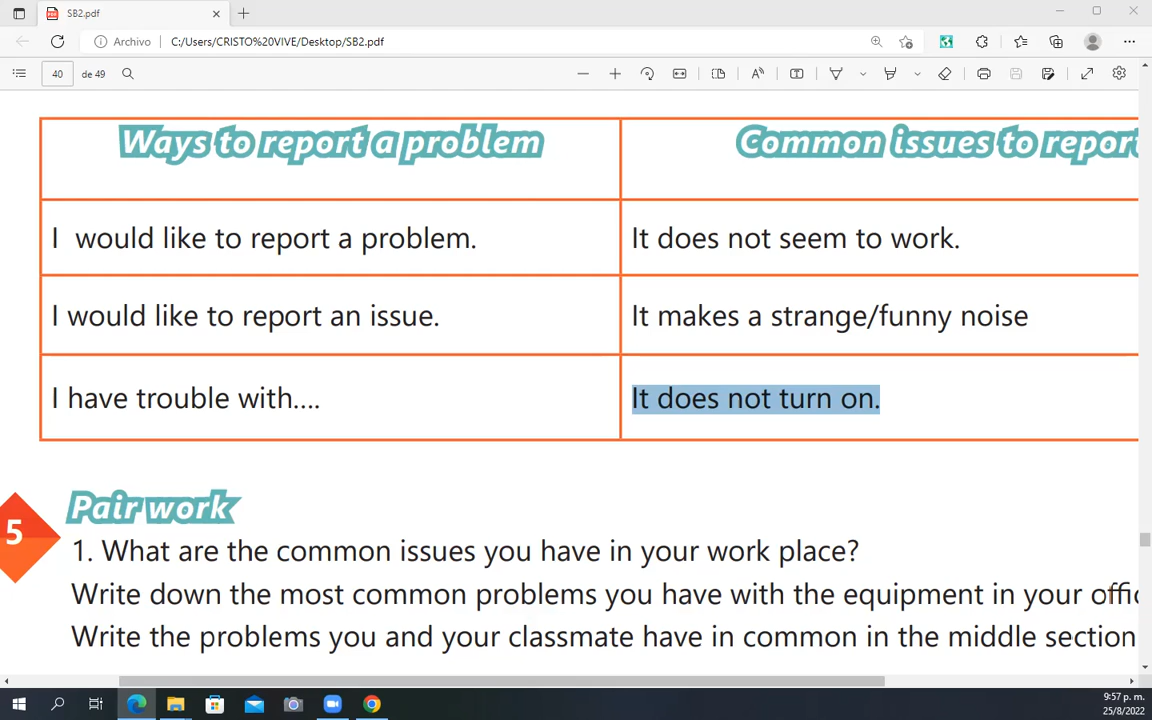 SB2.pdf
Archivo C:/Users/CRISTO%20VIVE/Desktop/SB2.pdf
40 de 49
Ways to report a problem
Common issues to report
I would like to report a problem.
It does not seem to work.
I would like to report an issue.
It makes a strange/funny noise
I have trouble with....
It does not turn on.
5
Pair work
1. What are the common issues you have in your work place?
Write down the most common problems you have with the equipment in your offic
Write the problems you and your classmate have in common in the middle section
9:57 p. m.
25/8/2022